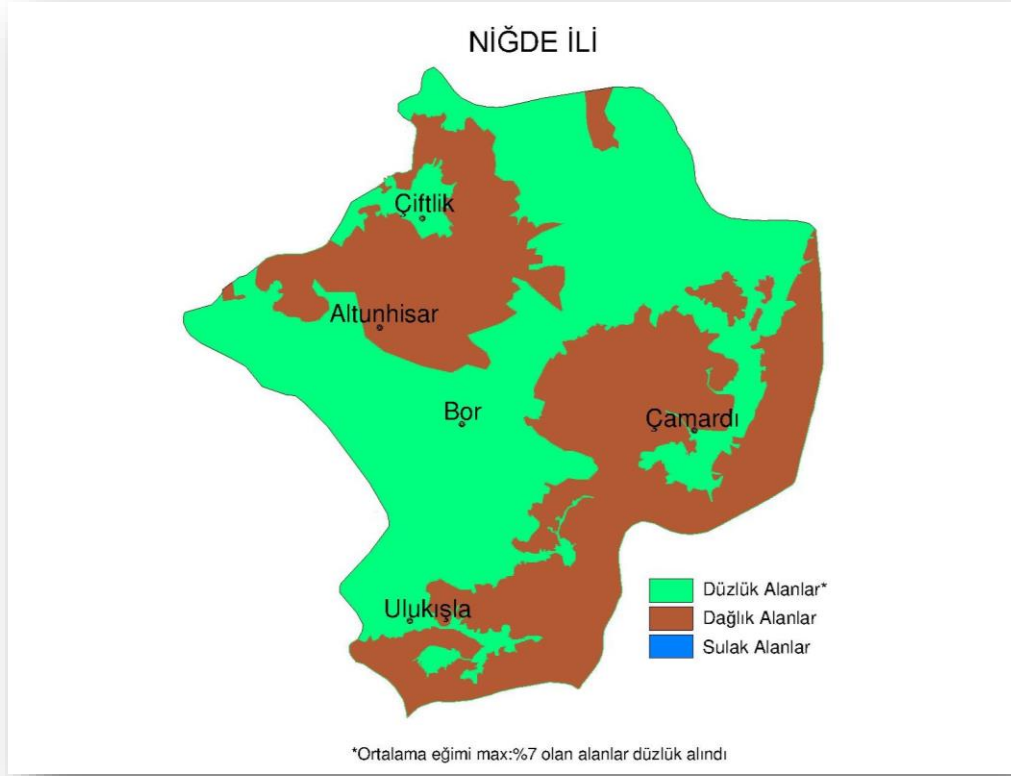 NİĞDE İLİ
Çiftlik
Altunhisar
Bor
Çamardı
Ulukışla
Düzlük Alanlar*
Dağlık Alanlar
Sulak Alanlar
*Ortalama eğimi max:%7 olan alanlar düzlük alındı